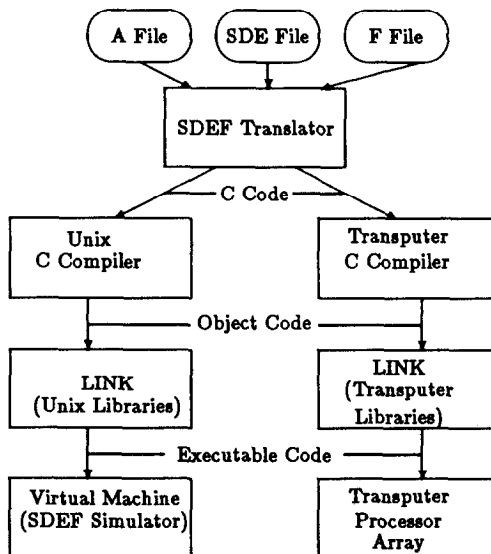 A File
SDE File
F File
SDEF Translator
C Code
Unix
C Compiler
Transputer
C Compiler
Object Code
LINK
(Unix Libraries)
LINK
(Transputer
Libraries)
Executable Code
Virtual Machine
(SDEF Simulator)
Transputer
Processor
Array